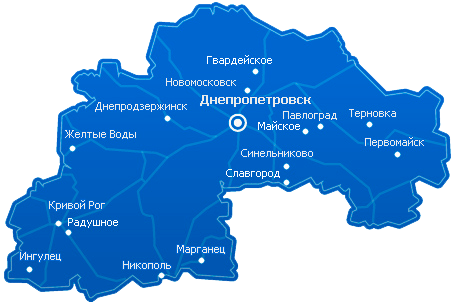 Гвардейское
Новомосковск
Днепропетровск
Днепродзержинск
Павлоград
Терновка
Майское
Желтые Воды
Первомайск
Синельниково
Славгород
Кривой Рог
Радушное
Марганец
Ингулец
Никополь